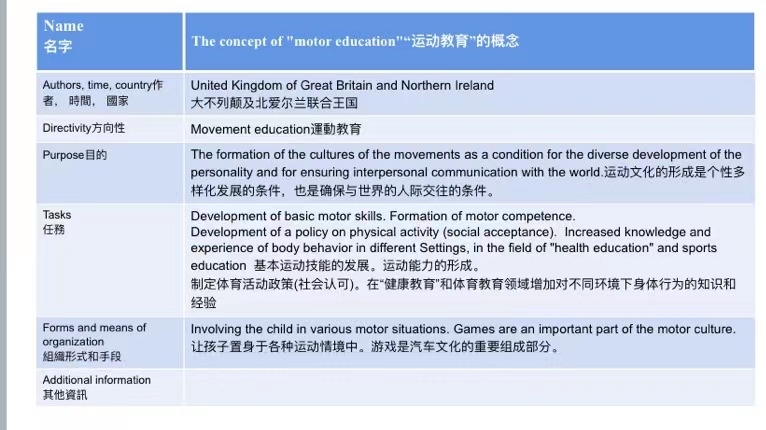 Name
名字
The concept of "motor education"“运动教育”的概念
Authors, time, country作
者， 時間， 國家
United Kingdom of Great Britain and Northern Ireland
大不列颠及北爱尔兰联合王国
Directivity方向性
Movement education運動教育
Purpose目的
The formation of the cultures of the movements as a condition for the diverse development of the
personality and for ensuring interpersonal communication with the world.运动文化的形成是个性多
样化发展的条件，也是确保与世界的人际交往的条件。
Tasks
任務
Development of basic motor skills. Formation of motor competence.
Development of a policy on physical activity (social acceptance). Increased knowledge and
experience of body behavior in different Settings, in the field of "health education" and sports
education 基本运动技能的发展。运动能力的形成。
制定体育活动政策(社会认可)。在“健康教育”和体育教育领域增加对不同环境下身体行为的知识和
经验
Forms and means of
organization
組織形式和手段
Involving the child in various motor situations. Games are an important part of the motor culture.
让孩子置身于各种运动情境中。游戏是汽车文化的重要组成部分。
Additional information
其他資訊